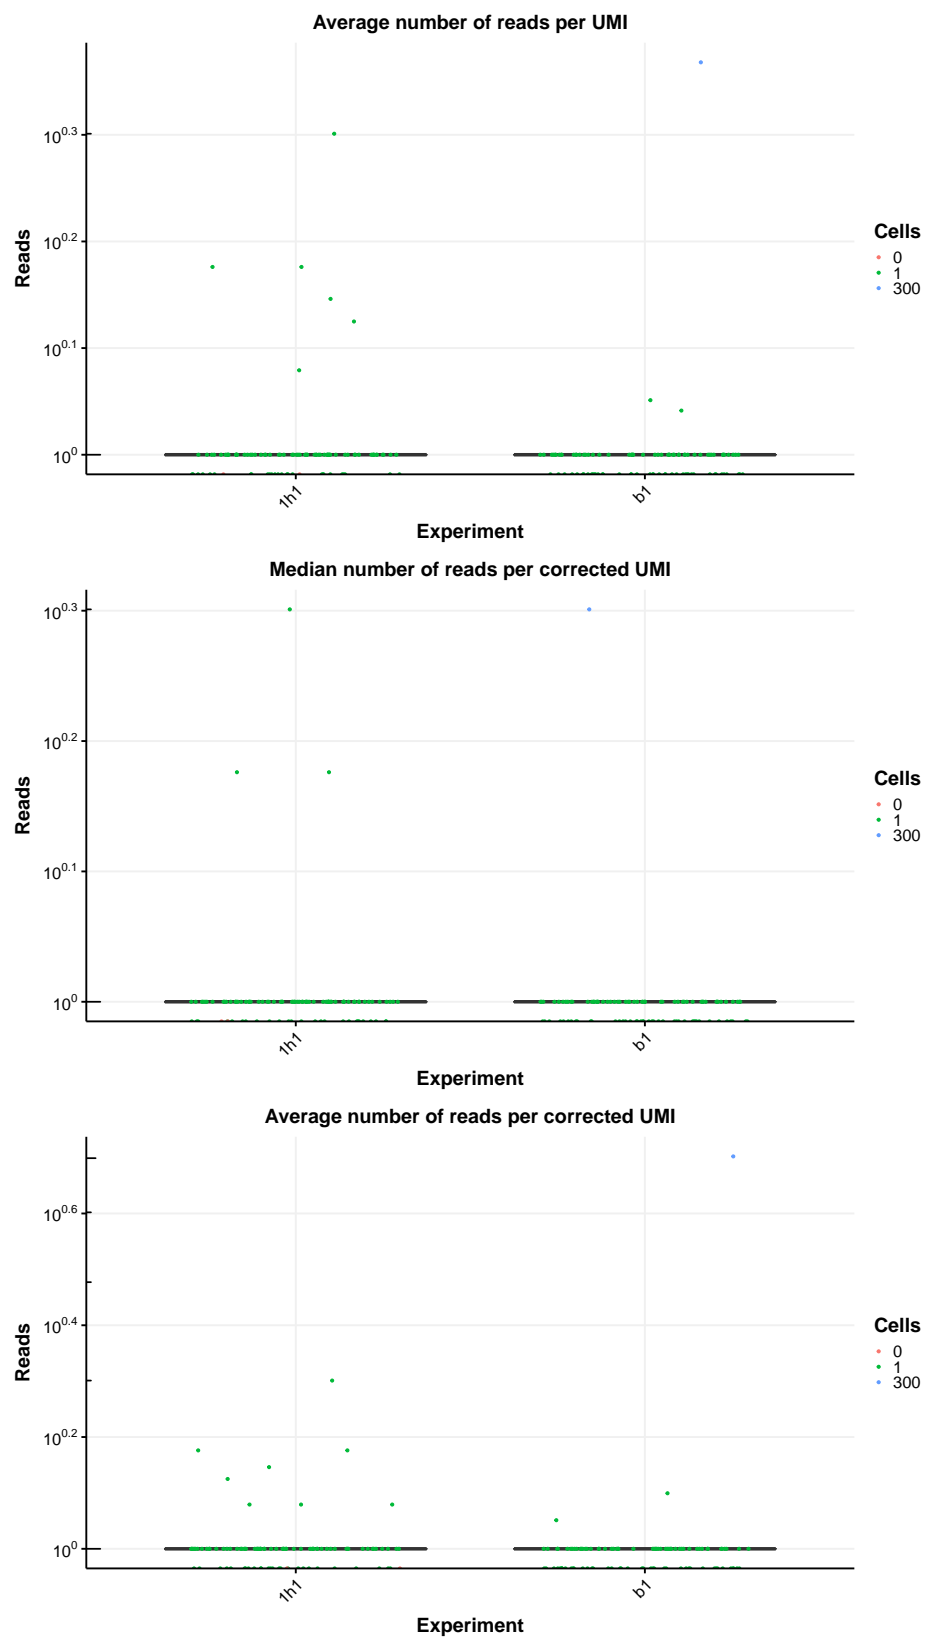 Average number of reads per UMI
10^0.3
10^0.2
10^0.1
10^0
Reads
1h1
b1
Experiment
Cells
0
1
300
Median number of reads per corrected UMI
10^0.3
10^0.2
10^0.1
10^0
Reads
1h1
b1
Experiment
Cells
0
1
300
Average number of reads per corrected UMI
10^0.6
10^0.4
10^0.2
10^0
Reads
1h1
b1
Experiment
Cells
0
1
300